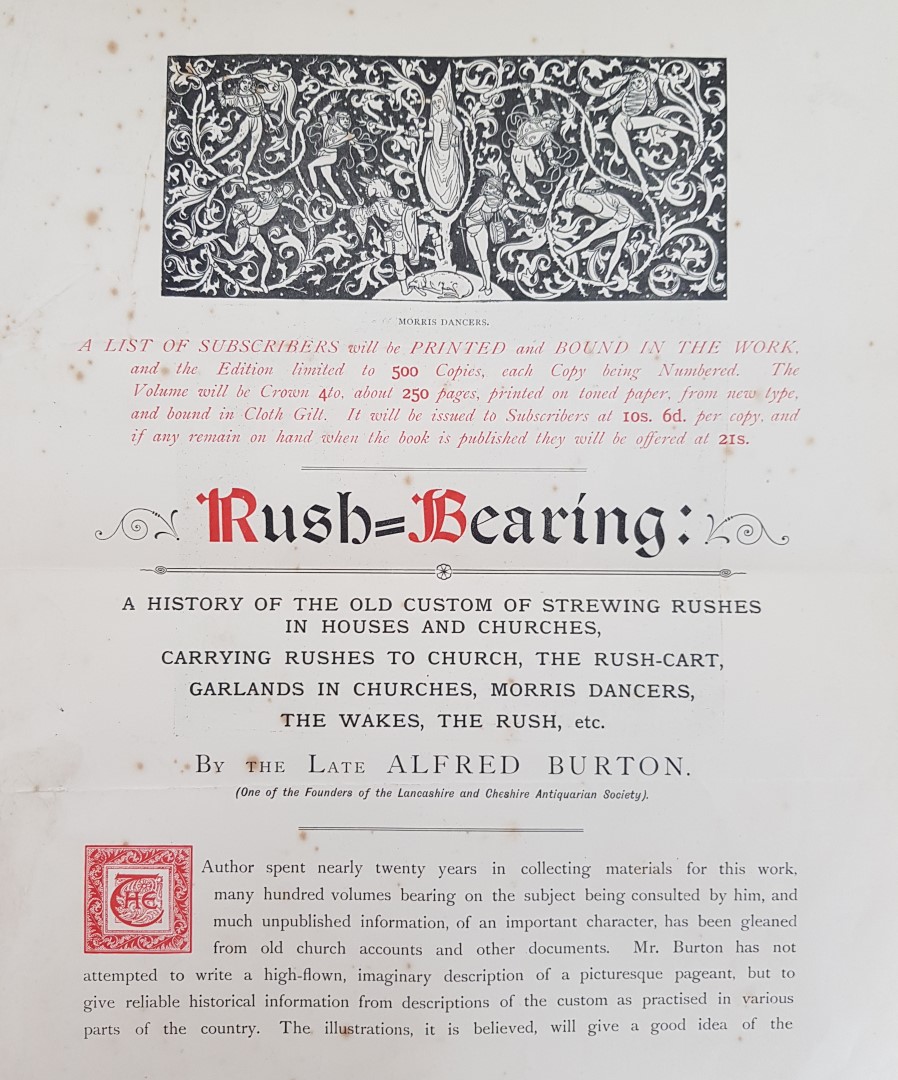 MORRIS DANCERS.
A LIST OF SUBSCRIBERS will be PRINTED and BOUND IN THE WORK,
and the Edition limited to 500 Copies, each Copy being Numbered. The
Volume will be Crown 4to, about 250 pages, printed on toned paper, from new type,
and bound in Cloth Gilt. It will be issued to Subscribers at 10s. 6d. per copy, and
if any remain on hand when the book is published they will be offered at 21s.
Rush=Bearing:
A HISTORY OF THE OLD CUSTOM OF STREWING RUSHES
IN HOUSES AND CHURCHES,
CARRYING RUSHES TO CHURCH, THE RUSH-CART,
GARLANDS IN CHURCHES, MORRIS DANCERS,
THE WAKES, THE RUSH, etc.
BY THE LATE ALFRED BURTON.
(One of the Founders of the Lancashire and Cheshire Antiquarian Society).
THE Author spent nearly twenty years in collecting materials for this work,
many hundred volumes bearing on the subject being consulted by him, and
much unpublished information, of an important character, has been gleaned
from old church accounts and other documents. Mr. Burton has not
attempted to write a high-flown, imaginary description of a picturesque pageant, but to
give reliable historical information from descriptions of the custom as practised in various
parts of the country. The illustrations, it is believed, will give a good idea of the